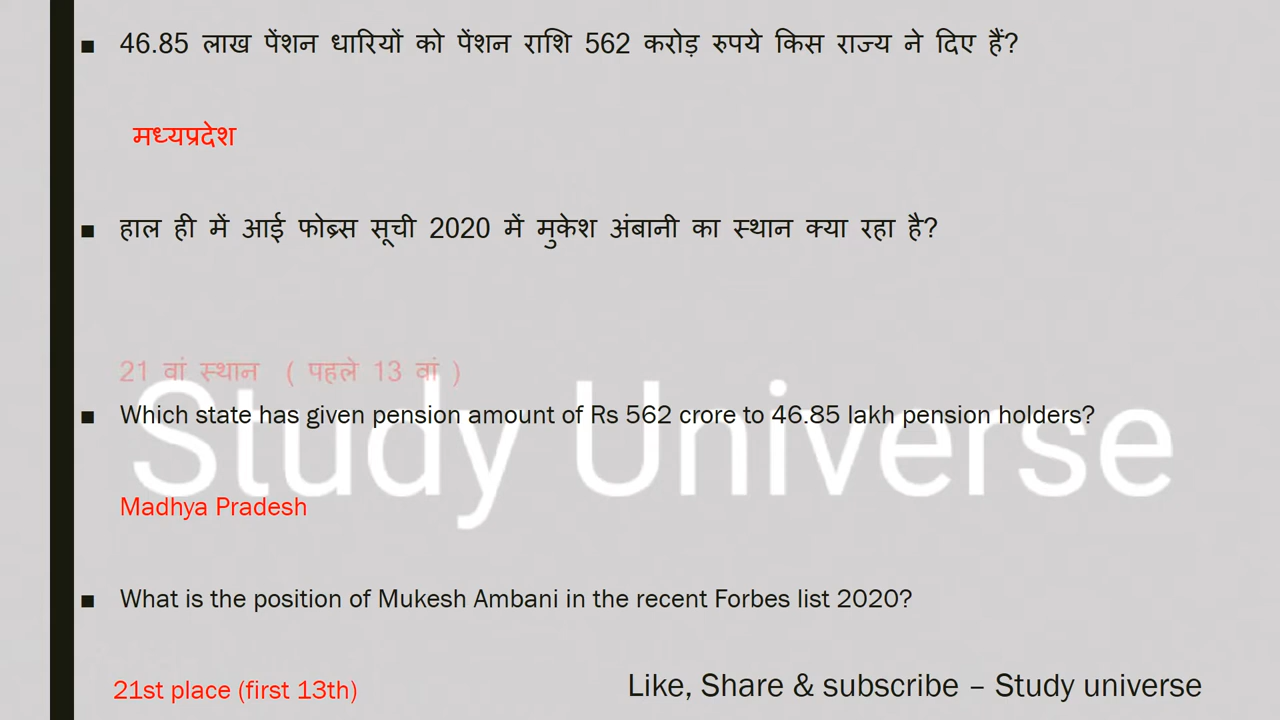 46.85 लाख पेंशन धारियों को पेंशन राशि 562 करोड़ रुपये किस राज्य ने दिए हैं?
मध्यप्रदेश
हाल ही में आई फोब्र्स सूची 2020 में मुकेश अंबानी का स्थान क्या रहा है?
21 वां स्थान ( पहले 13 वां )
Which state has given pension amount of Rs 562 crore to 46.85 lakh pension holders?
Study Universe
Madhya Pradesh
What is the position of Mukesh Ambani in the recent Forbes list 2020?
21st place (first 13th)
Like, Share & subscribe – Study universe